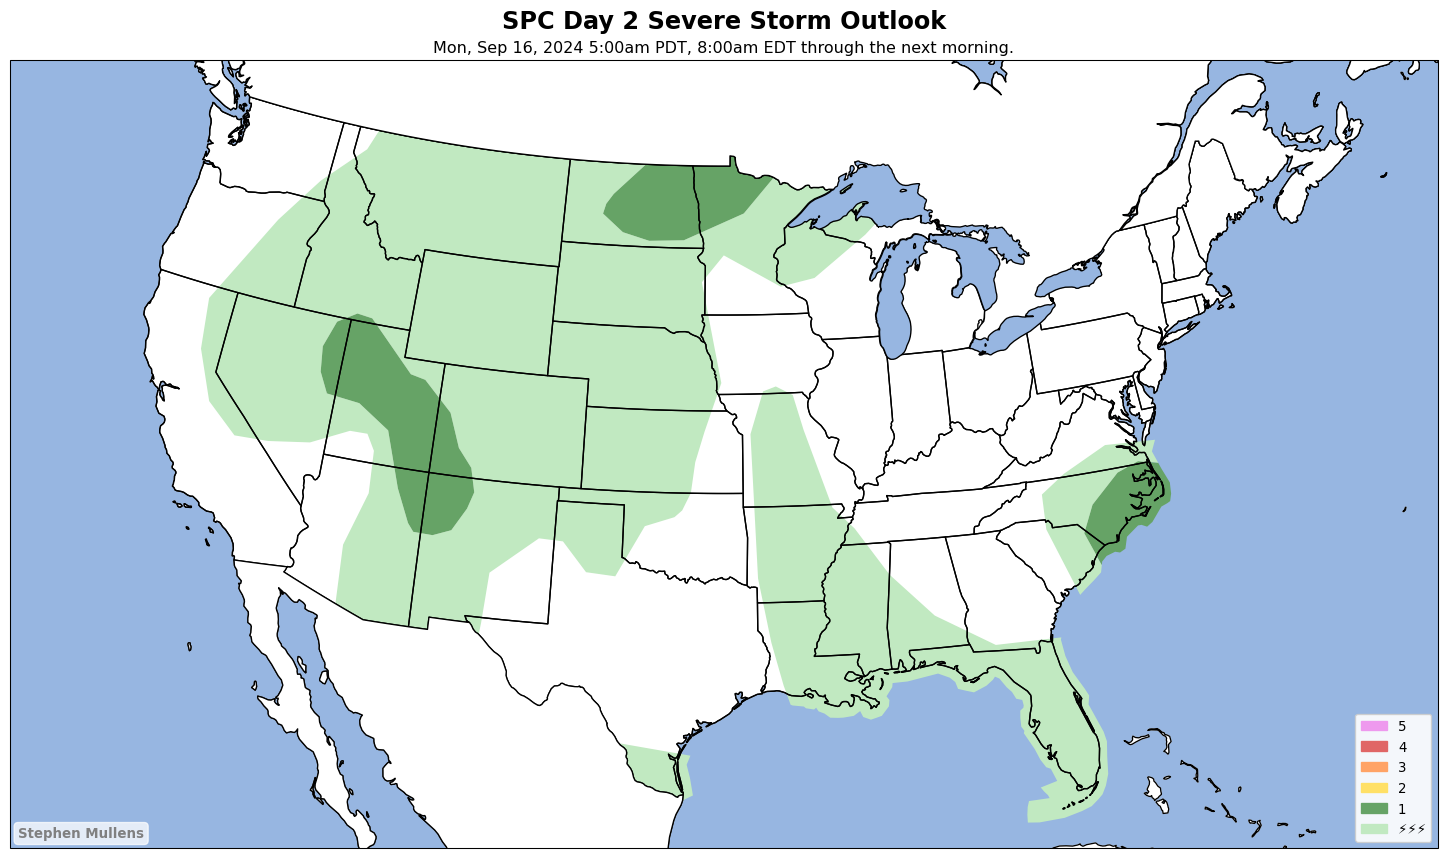 SPC Day 2 Severe Storm Outlook
Mon, Sep 16, 2024 5:00am PDT, 8:00am EDT through the next morning.
5
4
3
2
1
⚡⚡⚡
Stephen Mullens